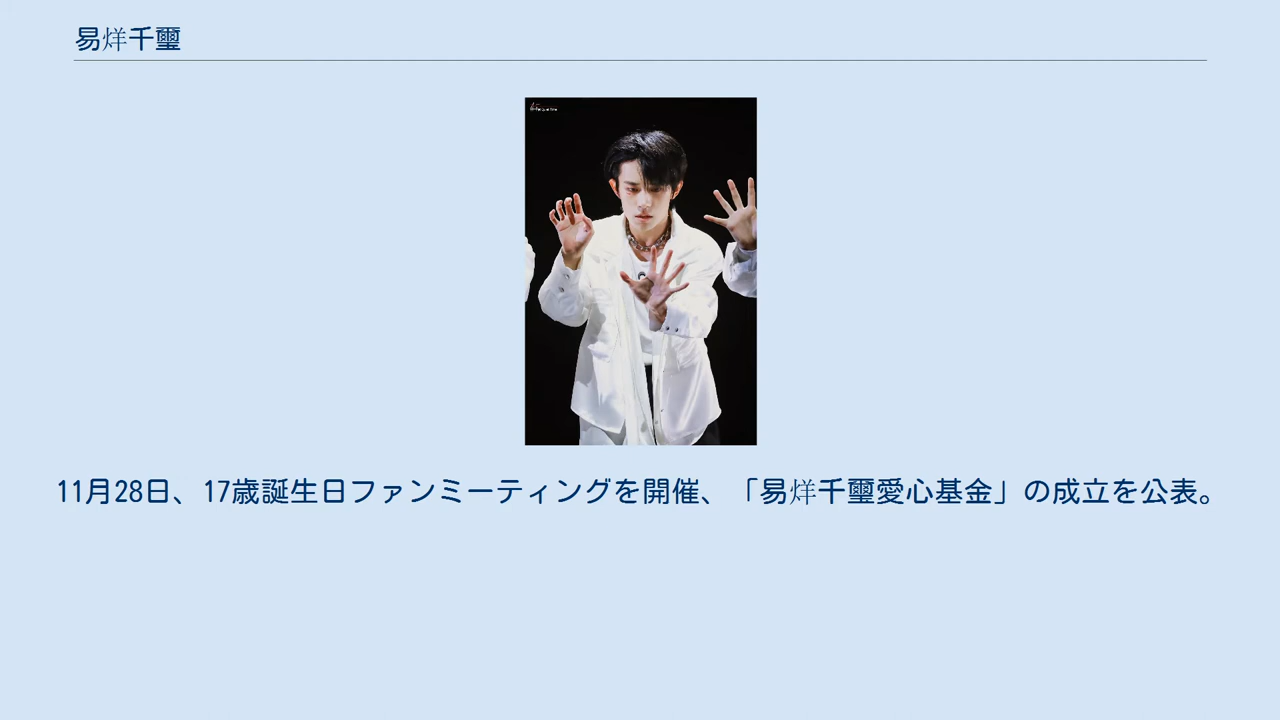 易烊千璽
11月28日、17歳誕生日ファンミーティングを開催、「易烊千璽愛心基金」の成立を公表。